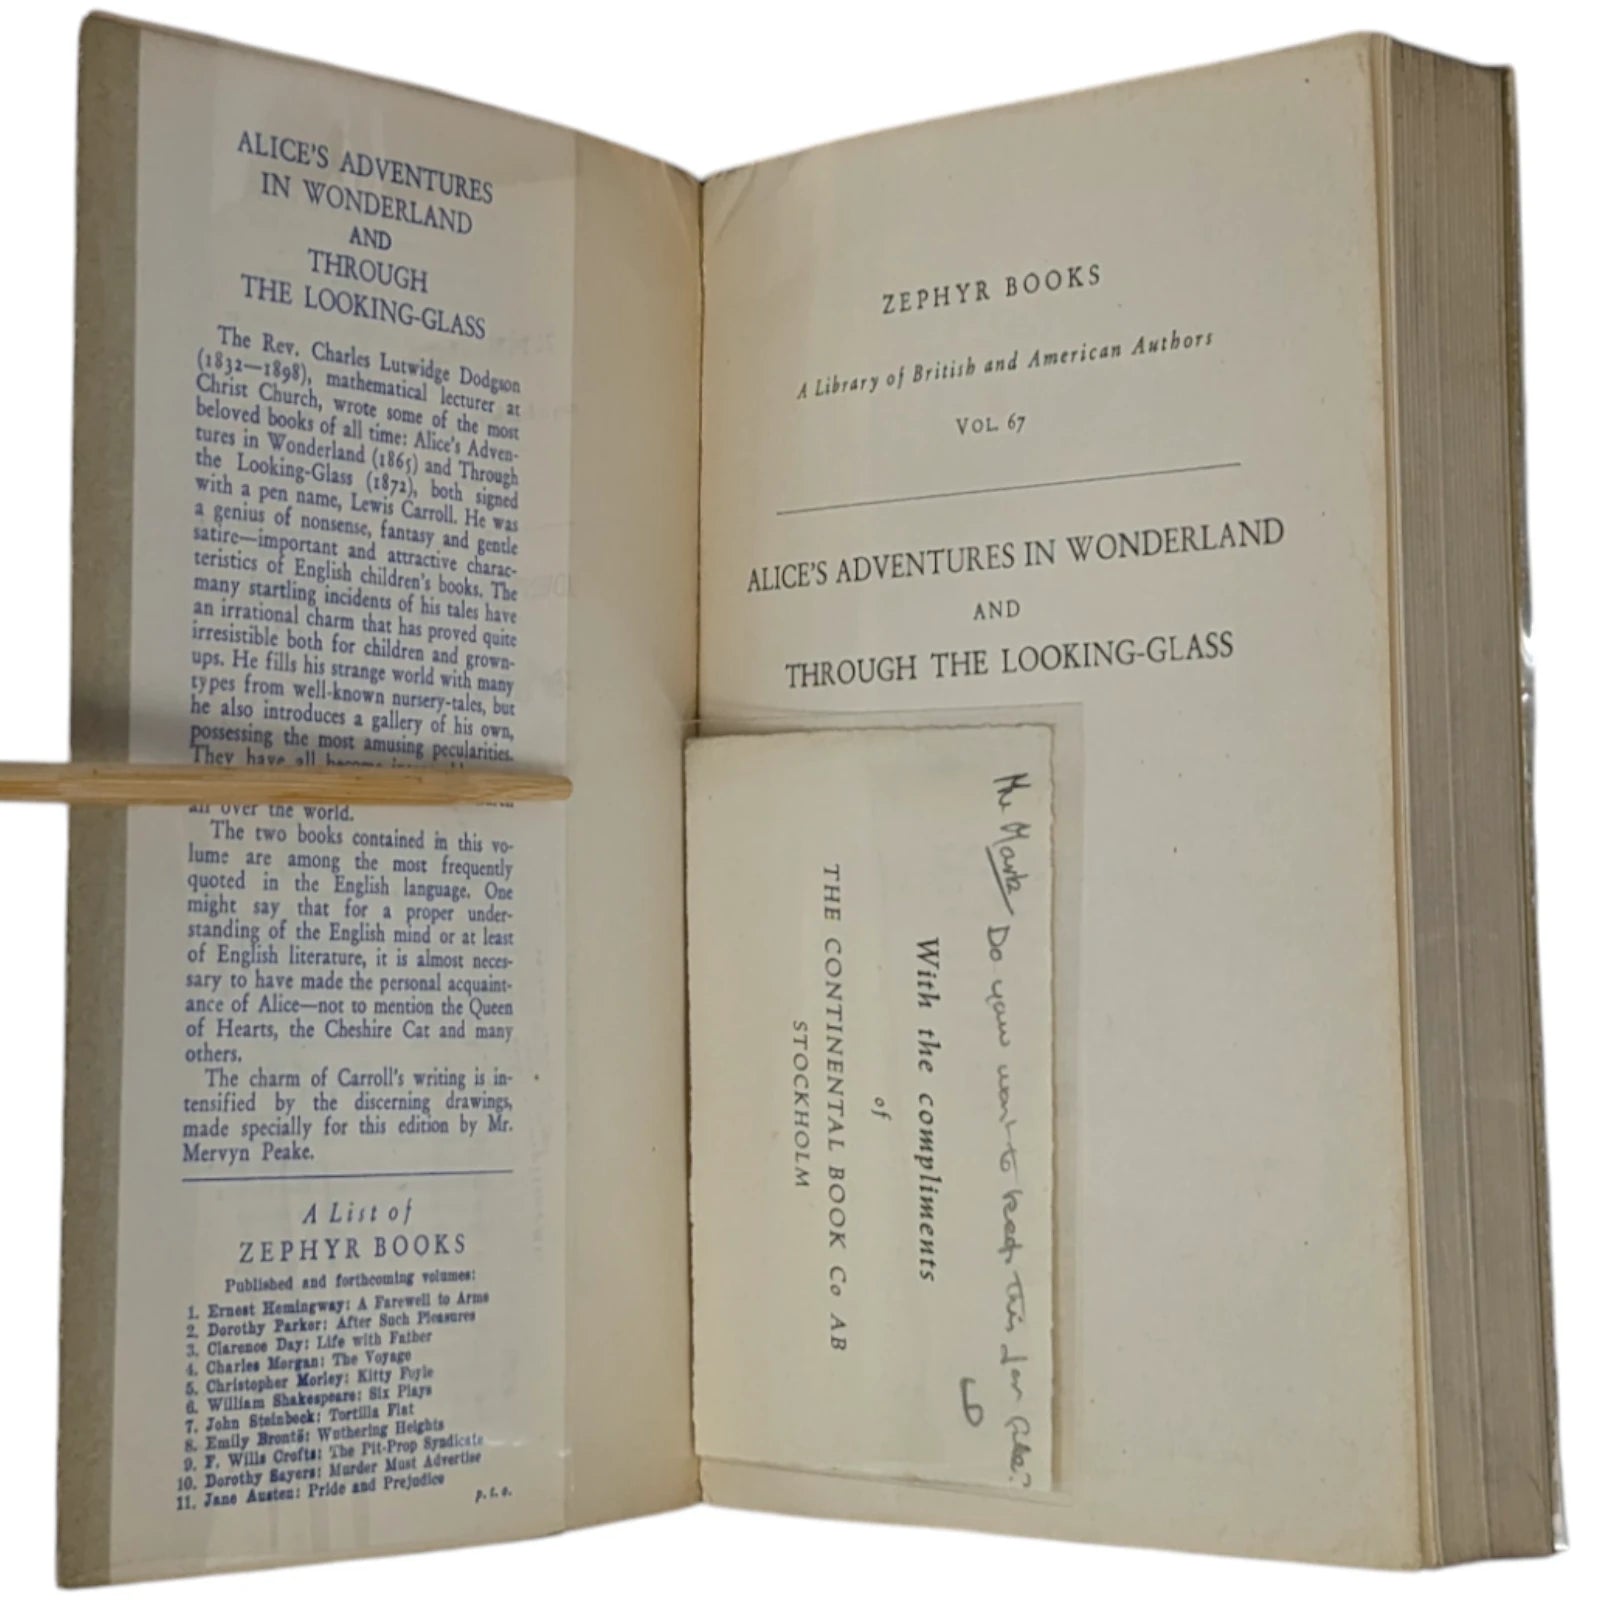 ALICE'S ADVENTURES
IN WONDERLAND
AND
THROUGH
THE LOOKING-GLASS
The Rev. Charles Lutwidge Dodgson
(1832—1898), mathematical lecturer at
Christ Church, wrote some of the most
beloved books of all time: Alice's Adven-
tures in Wonderland (1865) and Through
the Looking-Glass (1872), both signed
with a pen name, Lewis Carroll. He was
a genius of nonsense, fantasy and gentle
satire—important and attractive charac-
teristics of English children's books. The
many startling incidents of his tales have
an irrational charm that has proved quite
irresistible both for children and grown-
ups. He fills his strange world with many
types from well-known nursery-tales, but
he also introduces a gallery of his own,
possessing the most amusing pecularities.
They have all become
all over the world.
The two books contained in this vo-
lume are among the most frequently
quoted in the English language. One
might say that for a proper under-
standing of the English mind or at least
of English literature, it is almost neces-
sary to have made the personal acquaint-
ance of Alice—not to mention the Queen
of Hearts, the Cheshire Cat and many
others.
The charm of Carroll's writing is in-
tensified by the discerning drawings,
made specially for this edition by Mr.
Mervyn Peake.
A List of
ZEPHYR BOOKS
Published and forthcoming volumes:
1. Ernest Hemingway: A Farewell to Arms
2. Dorothy Parker: After Such Pleasures
3. Clarence Day: Life with Father
4. Charles Morgan: The Voyage
5. Christopher Morley: Kitty Foyle
6. William Shakespeare: Six Plays
7. John Steinbeck: Tortilla Flat
8. Emily Brontë: Wuthering Heights
9. F. Wills Crofts: The Pit-Prop Syndicate
10. Dorothy Sayers: Murder Must Advertise
11. Jane Austen: Pride and Prejudice
p.t.o.
ZEPHYR BOOKS
A Library of British and American Authors
VOL. 67
ALICE'S ADVENTURES IN WONDERLAND
AND
THROUGH THE LOOKING-GLASS
Mr Do you want to keep this for
LD
With the compliments
of
THE CONTINENTAL BOOK Co AB
STOCKHOLM